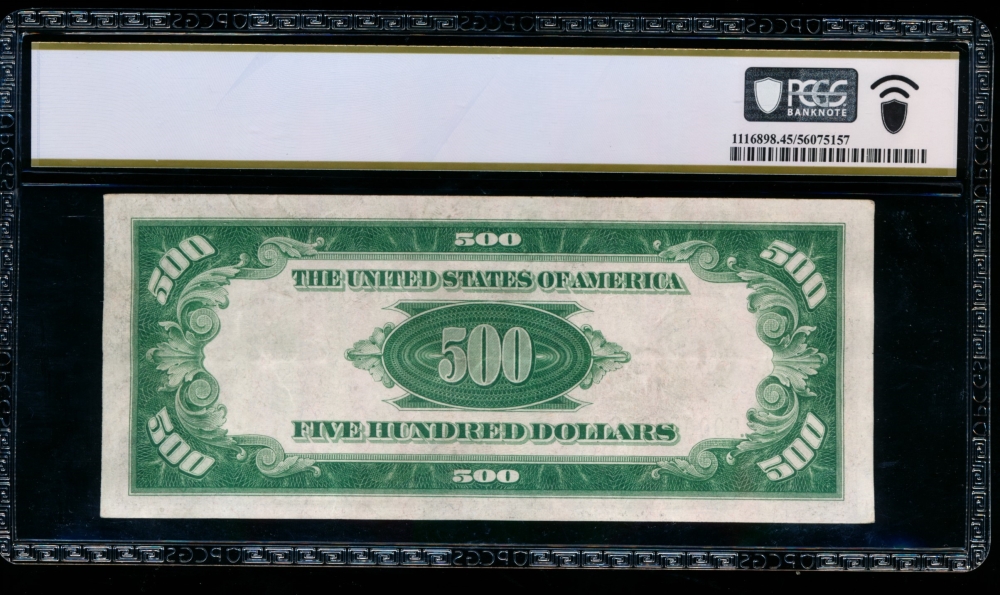 PCGS
BANKNOTE
1116898.45/56075157
500
500 500
THE UNITED STATES OF AMERICA
500
FIVE HUNDRED DOLLARS
500 500
500